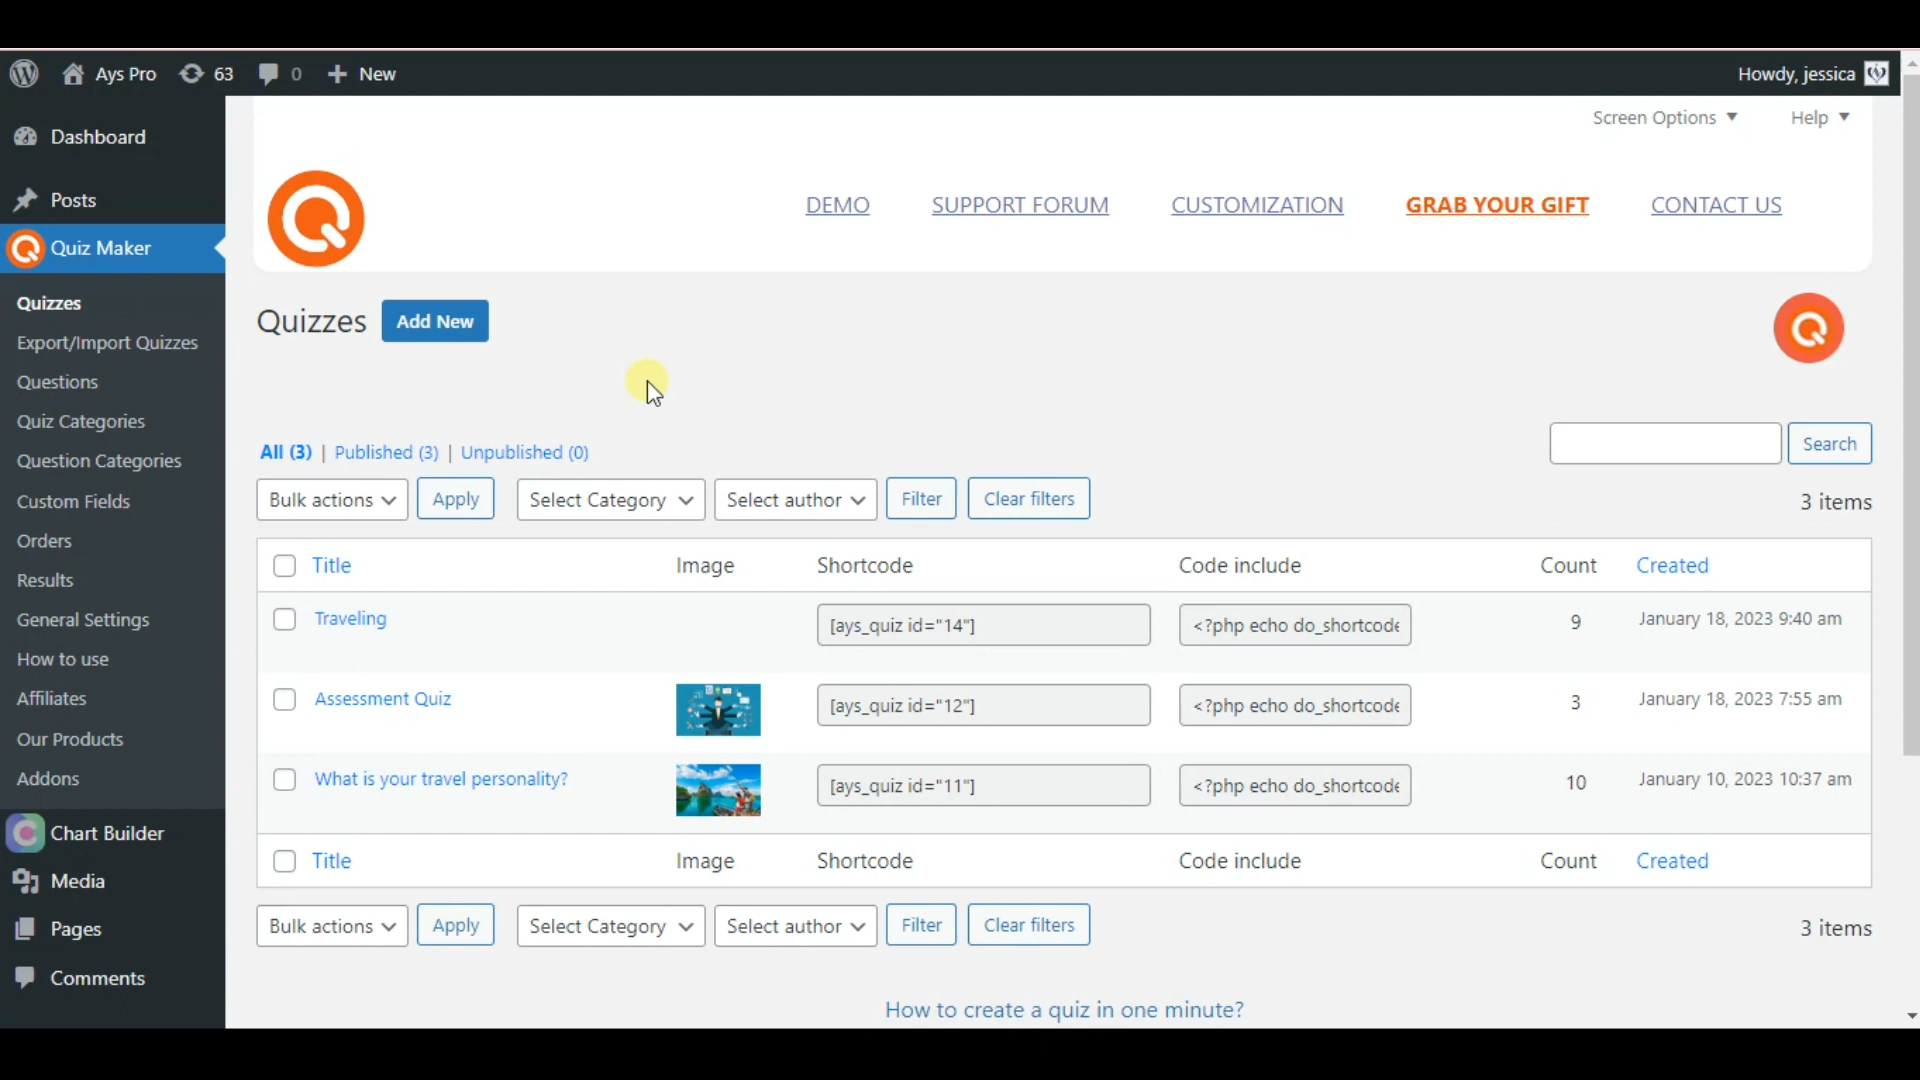 Ays Pro 63 0 New Howdy, jessica
Screen Options Help
Dashboard
Posts
Quiz Maker
Quizzes
Export/Import Quizzes
Questions
Quiz Categories
Question Categories
Custom Fields
Orders
Results
General Settings
How to use
Affiliates
Our Products
Addons
Chart Builder
Media
Pages
Comments
DEMO SUPPORT FORUM CUSTOMIZATION GRAB YOUR GIFT CONTACT US
Quizzes Add New
All (3) | Published (3) | Unpublished (0)
Search
Bulk actions Apply Select Category Select author Filter Clear filters 3 items
Title Image Shortcode Code include Count Created
Traveling [ays_quiz id="14"] <?php echo do_shortcode 9 January 18, 2023 9:40 am
Assessment Quiz [ays_quiz id="12"] <?php echo do_shortcode 3 January 18, 2023 7:55 am
What is your travel personality? [ays_quiz id="11"] <?php echo do_shortcode 10 January 10, 2023 10:37 am
Title Image Shortcode Code include Count Created
Bulk actions Apply Select Category Select author Filter Clear filters 3 items
How to create a quiz in one minute?